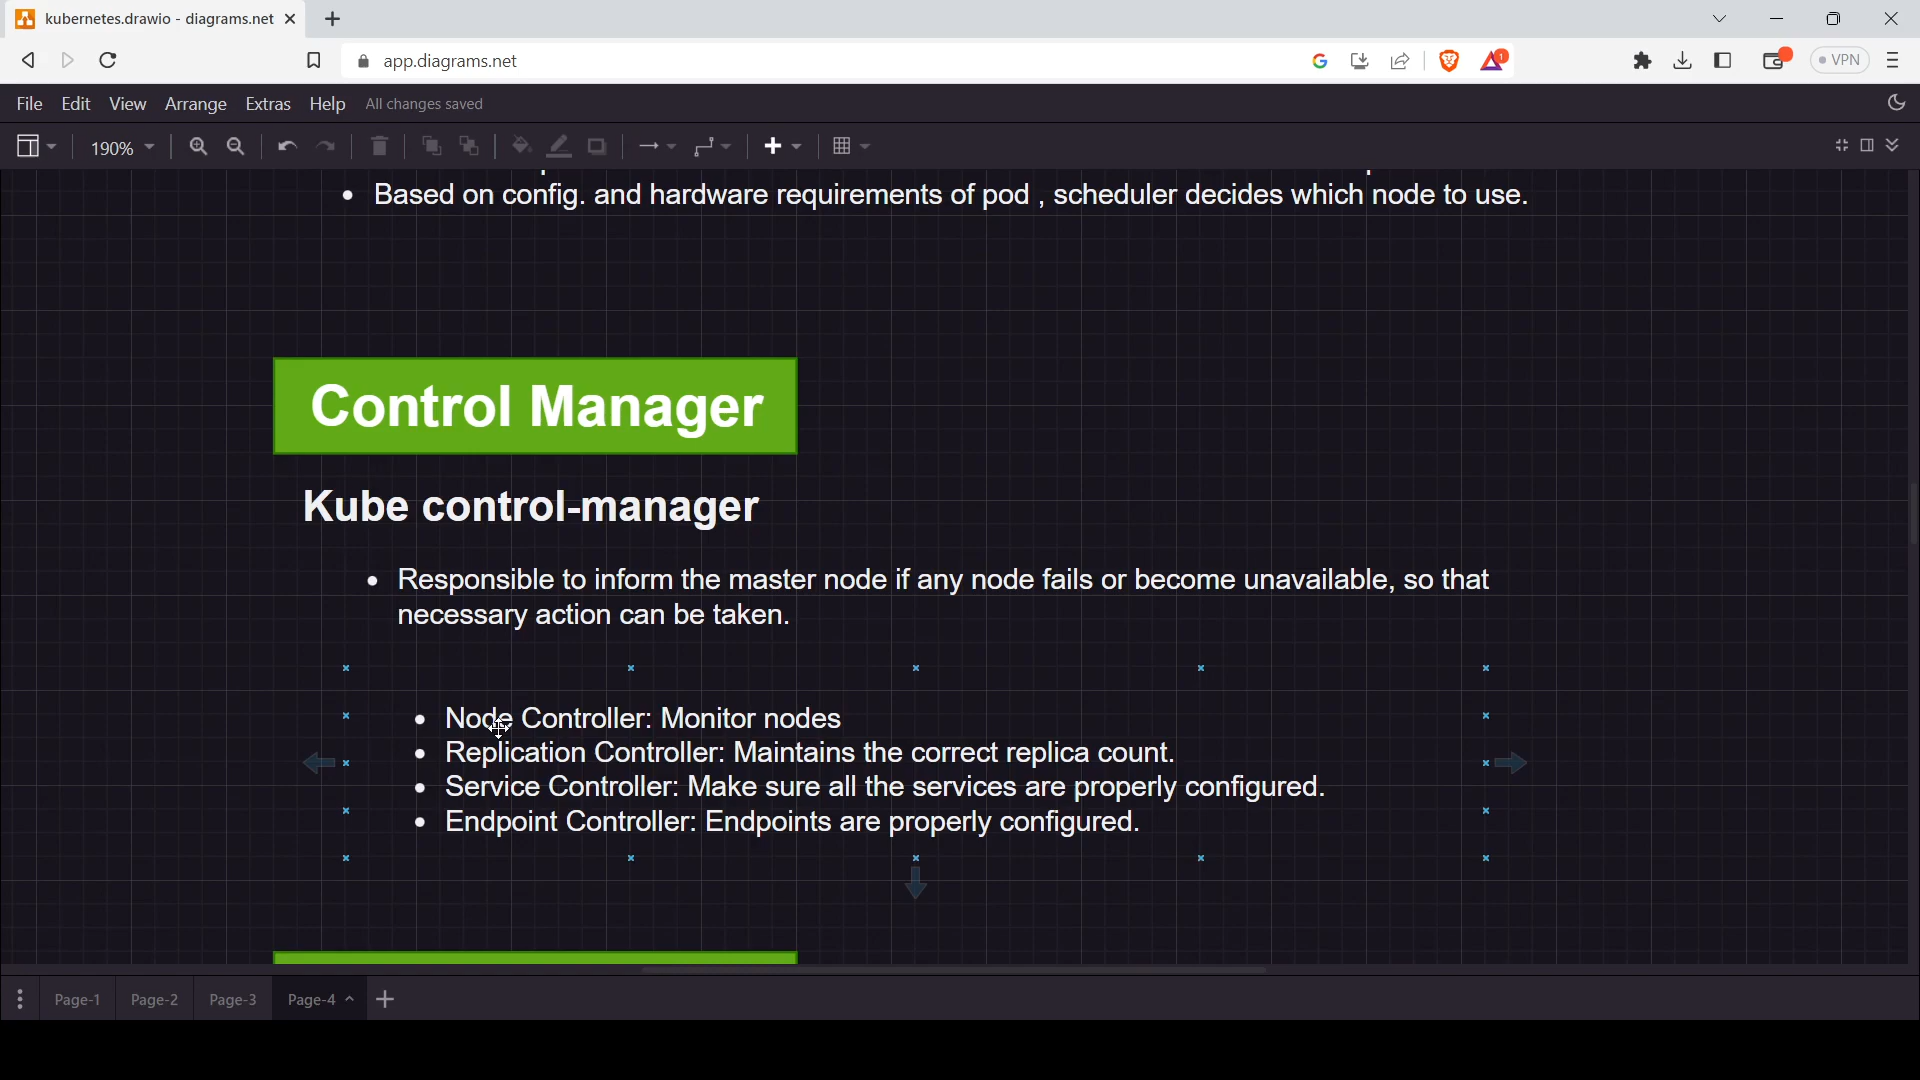 kubernetes.drawio - diagrams.net
app.diagrams.net
1
VPN
File Edit View Arrange Extras Help All changes saved
190%
• Based on config. and hardware requirements of pod , scheduler decides which node to use.
Control Manager
Kube control-manager
• Responsible to inform the master node if any node fails or become unavailable, so that
necessary action can be taken.
• Node Controller: Monitor nodes
• Replication Controller: Maintains the correct replica count.
• Service Controller: Make sure all the services are properly configured.
• Endpoint Controller: Endpoints are properly configured.
Page-1 Page-2 Page-3 Page-4